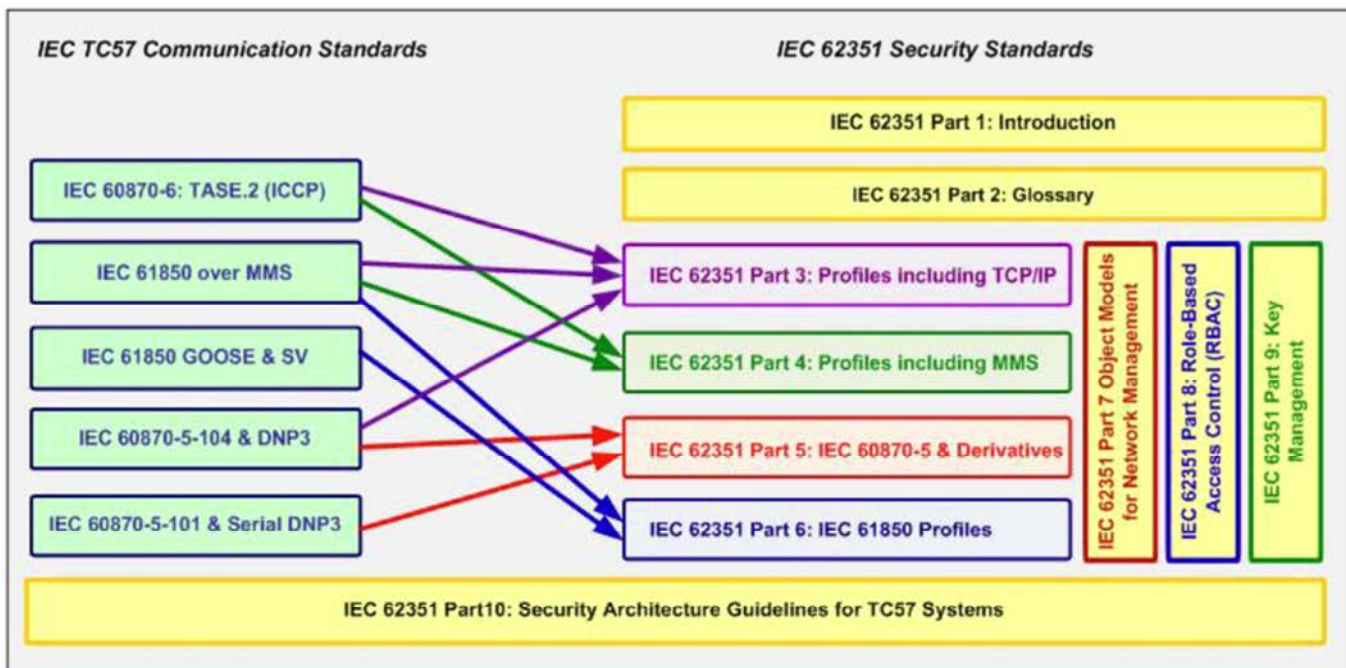 IEC TC57 Communication Standards
IEC 62351 Security Standards
IEC 62351 Part 1: Introduction
IEC 62351 Part 2: Glossary
IEC 60870-6: TASE.2 (ICCP)
IEC 61850 over MMS
IEC 61850 GOOSE & SV
IEC 60870-5-104 & DNP3
IEC 60870-5-101 & Serial DNP3
IEC 62351 Part 3: Profiles including TCP/IP
IEC 62351 Part 4: Profiles including MMS
IEC 62351 Part 5: IEC 60870-5 & Derivatives
IEC 62351 Part 6: IEC 61850 Profiles
IEC 62351 Part 7 Object Models
for Network Management
IEC 62351 Part 8: Role-Based
Access Control (RBAC)
IEC 62351 Part 9: Key
Management
IEC 62351 Part10: Security Architecture Guidelines for TC57 Systems